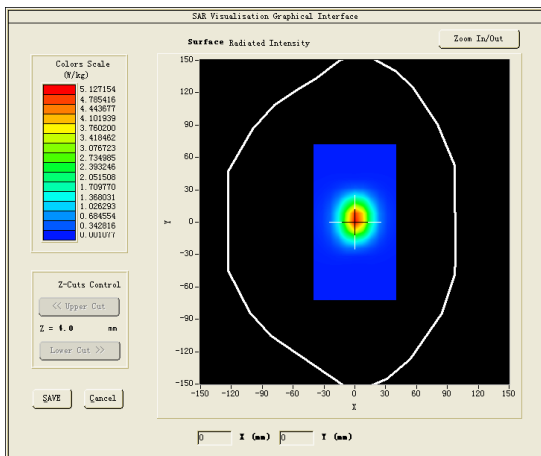 SAR Visualisation Graphical Interface
Surface Radiated Intensity
Zoom In/Out
Colors Scale
(W/kg)
5.127154
4.785416
4.443677
4.101939
3.760200
3.418462
3.076723
2.734985
2.393246
2.051508
1.709770
1.368031
1.026293
0.684554
0.342816
0.001077
150
120
90
60
30
0
-30
-60
-90
-120
-150
Y
-150 -120 -90 -60 -30 0 30 60 90 120 150
X
Z-Cuts Control
<< Upper Cut
Z = 4.0 mm
Lower Cut >>
SAVE Cancel
0 X (mm) 0 Y (mm)